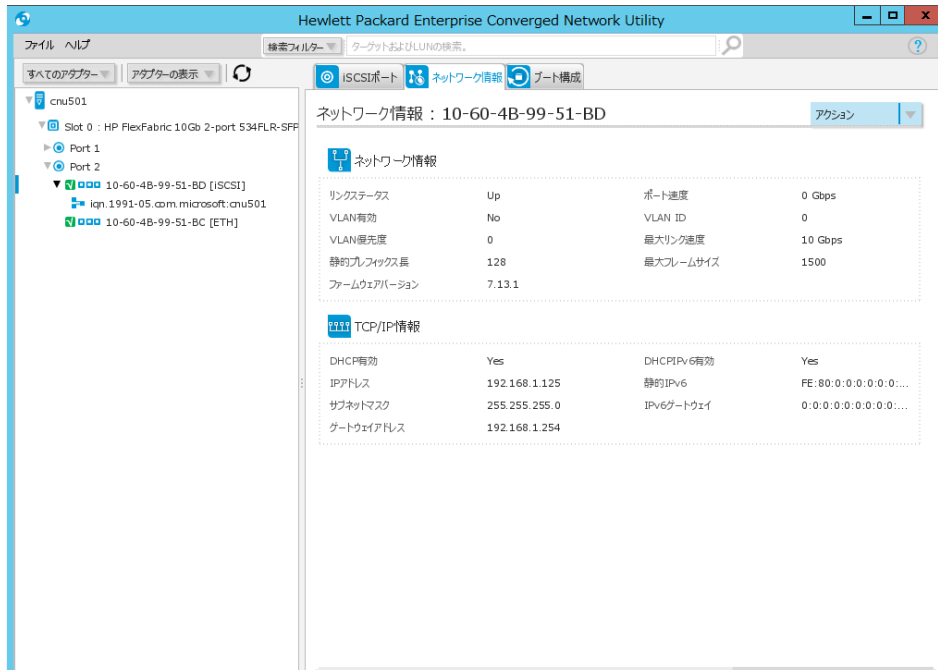 Hewlett Packard Enterprise Converged Network Utility
ファイル ヘルプ
検索フィルター ターゲットおよびLUNの検索。
すべてのアダプター アダプターの表示
iSCSIポート ネットワーク情報 ブート構成
cnu501
Slot 0 : HP FlexFabric 10Gb 2-port 534FLR-SFP
Port 1
Port 2
10-60-4B-99-51-BD [iSCSI]
iqn.1991-05.com.microsoft:cnu501
10-60-4B-99-51-BC [ETH]
ネットワーク情報 : 10-60-4B-99-51-BD
アクション
ネットワーク情報
リンクステータス Up ポート速度 0 Gbps
VLAN有効 No VLAN ID 0
VLAN優先度 0 最大リンク速度 10 Gbps
静的プレフィックス長 128 最大フレームサイズ 1500
ファームウェアバージョン 7.13.1
TCP/IP情報
DHCP有効 Yes DHCPIPv6有効 Yes
IPアドレス 192.168.1.125 静的IPv6 FE:80:0:0:0:0:0:0:...
サブネットマスク 255.255.255.0 IPv6ゲートウェイ 0:0:0:0:0:0:0:0:...
ゲートウェイアドレス 192.168.1.254